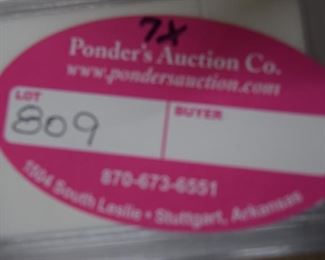 7X
Ponder's Auction Co.
www.pondersauction.com
LOT
BUYER
809
870-673-6551
1504 South Leslie • Stuttgart, Arkansas